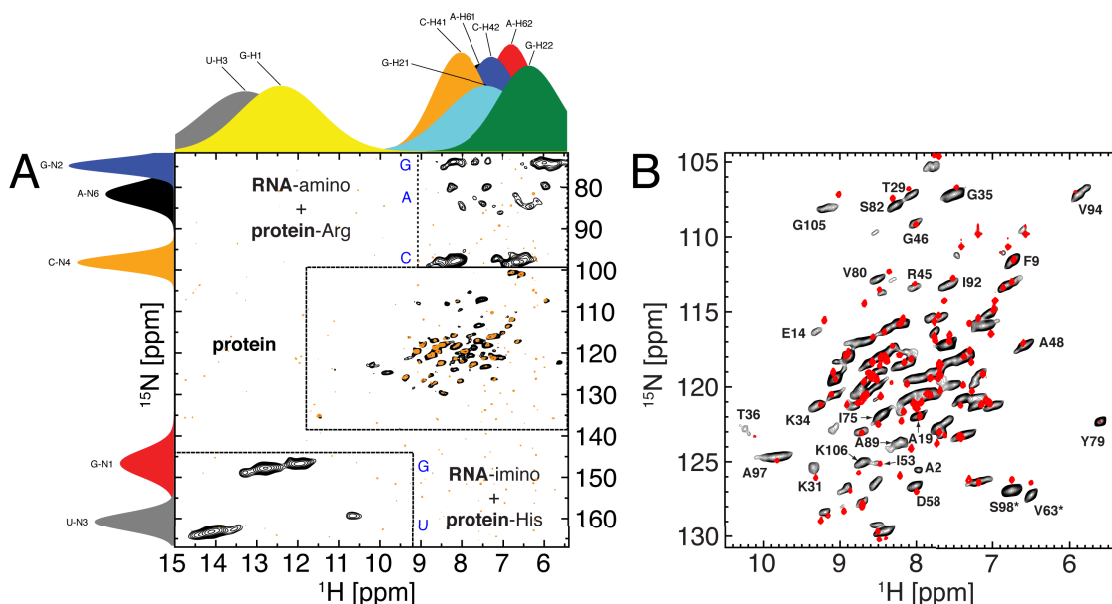 A-H61
C-H41
C-H42
A-H62
G-H22
U-H3
G-H1
G-H21
A
B
G-N2
A-N6
C-N4
G-N1
U-N3
RNA-amino
+
protein-Arg
G
A
C
protein
G
U
RNA-imino
+
protein-His
15N [ppm]
80
90
100
110
120
130
140
150
160
15
14
13
12
11
10
9
8
7
6
1H [ppm]
105
110
115
120
125
130
15N [ppm]
T29
S82
G35
G105
G46
V94
F9
V80
R45
I92
E14
A48
T36
K34
I75
A89
A19
Y79
K106
I53
A97
A2
K31
D58
S98*
V63*
10
9
8
7
6
1H [ppm]